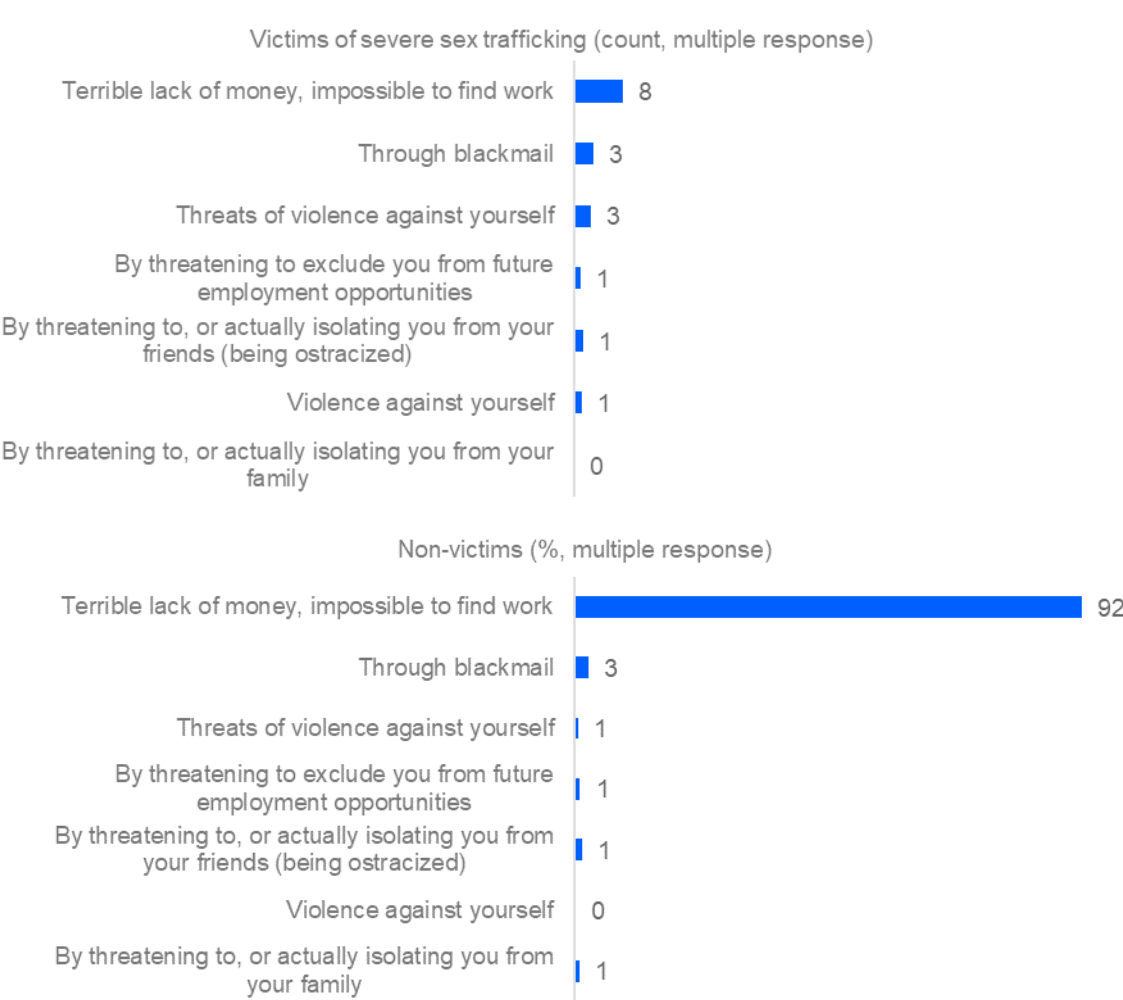 Victims of severe sex trafficking (count, multiple response)
Terrible lack of money, impossible to find work 8
Through blackmail 3
Threats of violence against yourself 3
By threatening to exclude you from future
employment opportunities 1
By threatening to, or actually isolating you from your
friends (being ostracized) 1
Violence against yourself 1
By threatening to, or actually isolating you from your
family 0
Non-victims (%, multiple response)
Terrible lack of money, impossible to find work 92
Through blackmail 3
Threats of violence against yourself 1
By threatening to exclude you from future
employment opportunities 1
By threatening to, or actually isolating you from
your friends (being ostracized) 1
Violence against yourself 0
By threatening to, or actually isolating you from
your family 1